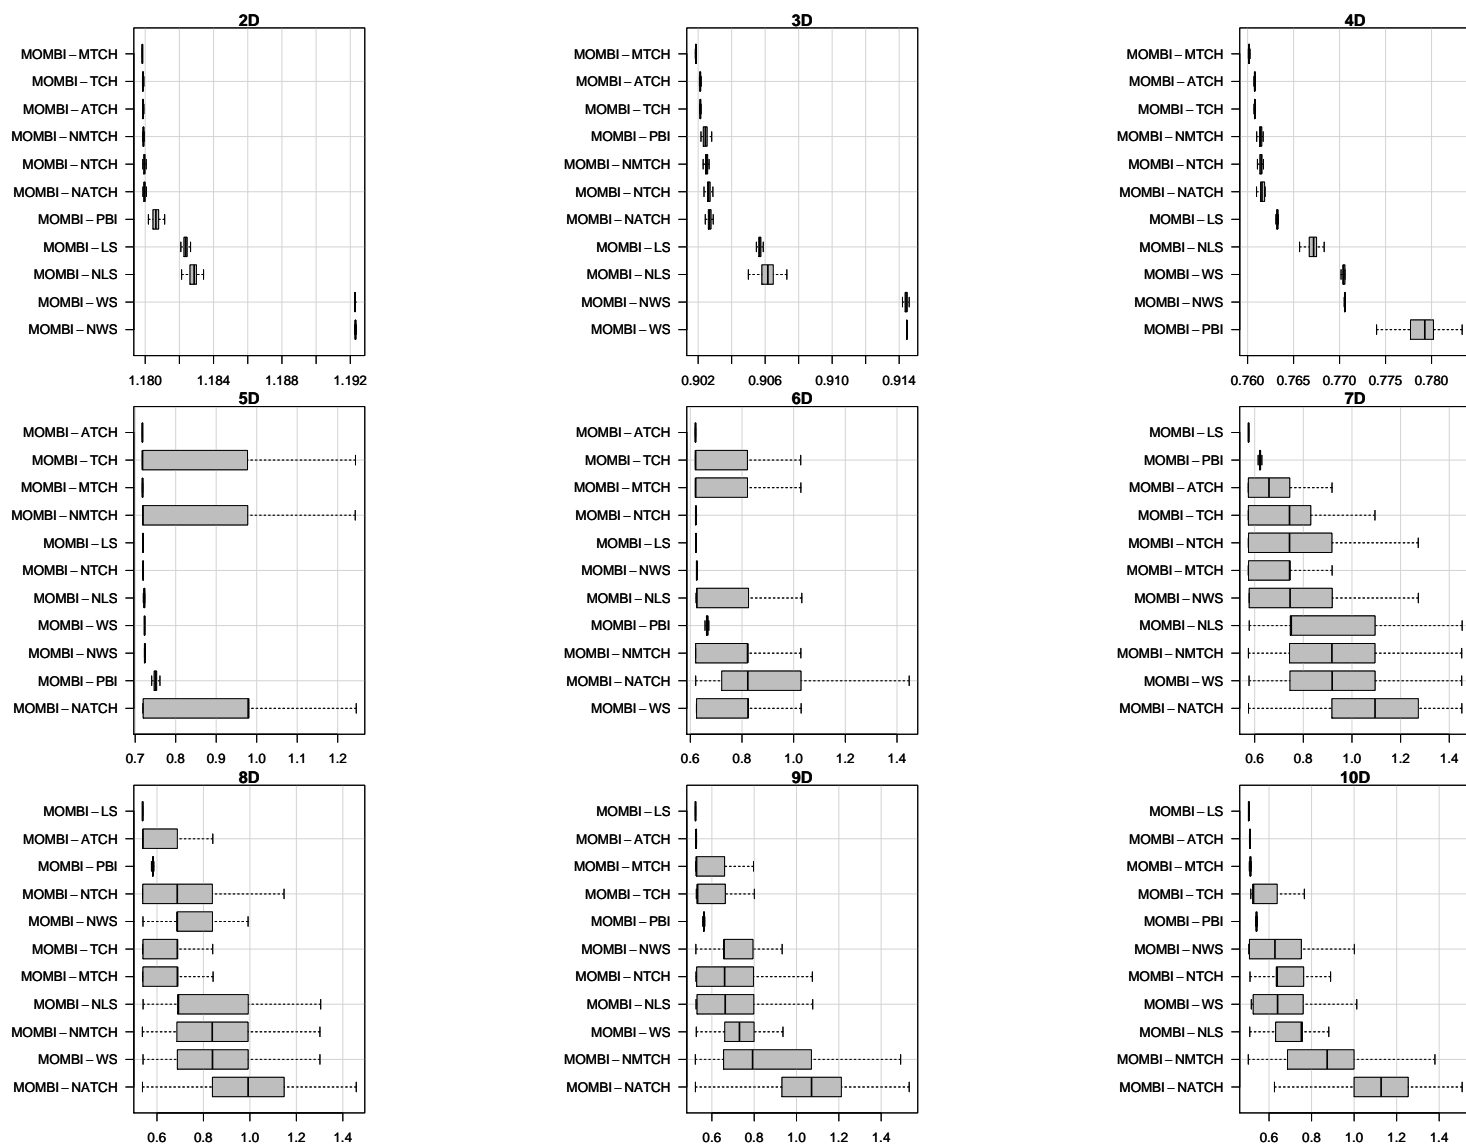 2D
MOMBI−MTCH
MOMBI−TCH
MOMBI−ATCH
MOMBI−NMTCH
MOMBI−NTCH
MOMBI−NATCH
MOMBI−PBI
MOMBI−LS
MOMBI−NLS
MOMBI−WS
MOMBI−NWS
1.180 1.184 1.188 1.192
3D
MOMBI−MTCH
MOMBI−ATCH
MOMBI−TCH
MOMBI−PBI
MOMBI−NMTCH
MOMBI−NTCH
MOMBI−NATCH
MOMBI−LS
MOMBI−NLS
MOMBI−NWS
MOMBI−WS
0.902 0.906 0.910 0.914
4D
MOMBI−MTCH
MOMBI−ATCH
MOMBI−TCH
MOMBI−NMTCH
MOMBI−NTCH
MOMBI−NATCH
MOMBI−LS
MOMBI−NLS
MOMBI−WS
MOMBI−NWS
MOMBI−PBI
0.760 0.765 0.770 0.775 0.780
5D
MOMBI−ATCH
MOMBI−TCH
MOMBI−MTCH
MOMBI−NMTCH
MOMBI−LS
MOMBI−NTCH
MOMBI−NLS
MOMBI−WS
MOMBI−NWS
MOMBI−PBI
MOMBI−NATCH
0.7 0.8 0.9 1.0 1.1 1.2
6D
MOMBI−ATCH
MOMBI−TCH
MOMBI−MTCH
MOMBI−NTCH
MOMBI−LS
MOMBI−NWS
MOMBI−NLS
MOMBI−PBI
MOMBI−NMTCH
MOMBI−NATCH
MOMBI−WS
0.6 0.8 1.0 1.2 1.4
7D
MOMBI−LS
MOMBI−PBI
MOMBI−ATCH
MOMBI−TCH
MOMBI−NTCH
MOMBI−MTCH
MOMBI−NWS
MOMBI−NLS
MOMBI−NMTCH
MOMBI−WS
MOMBI−NATCH
0.6 0.8 1.0 1.2 1.4
8D
MOMBI−LS
MOMBI−ATCH
MOMBI−PBI
MOMBI−NTCH
MOMBI−NWS
MOMBI−TCH
MOMBI−MTCH
MOMBI−NLS
MOMBI−NMTCH
MOMBI−WS
MOMBI−NATCH
0.6 0.8 1.0 1.2 1.4
9D
MOMBI−LS
MOMBI−ATCH
MOMBI−MTCH
MOMBI−TCH
MOMBI−PBI
MOMBI−NWS
MOMBI−NTCH
MOMBI−NLS
MOMBI−WS
MOMBI−NMTCH
MOMBI−NATCH
0.6 0.8 1.0 1.2 1.4
10D
MOMBI−LS
MOMBI−ATCH
MOMBI−MTCH
MOMBI−TCH
MOMBI−PBI
MOMBI−NWS
MOMBI−NTCH
MOMBI−WS
MOMBI−NLS
MOMBI−NMTCH
MOMBI−NATCH
0.6 0.8 1.0 1.2 1.4